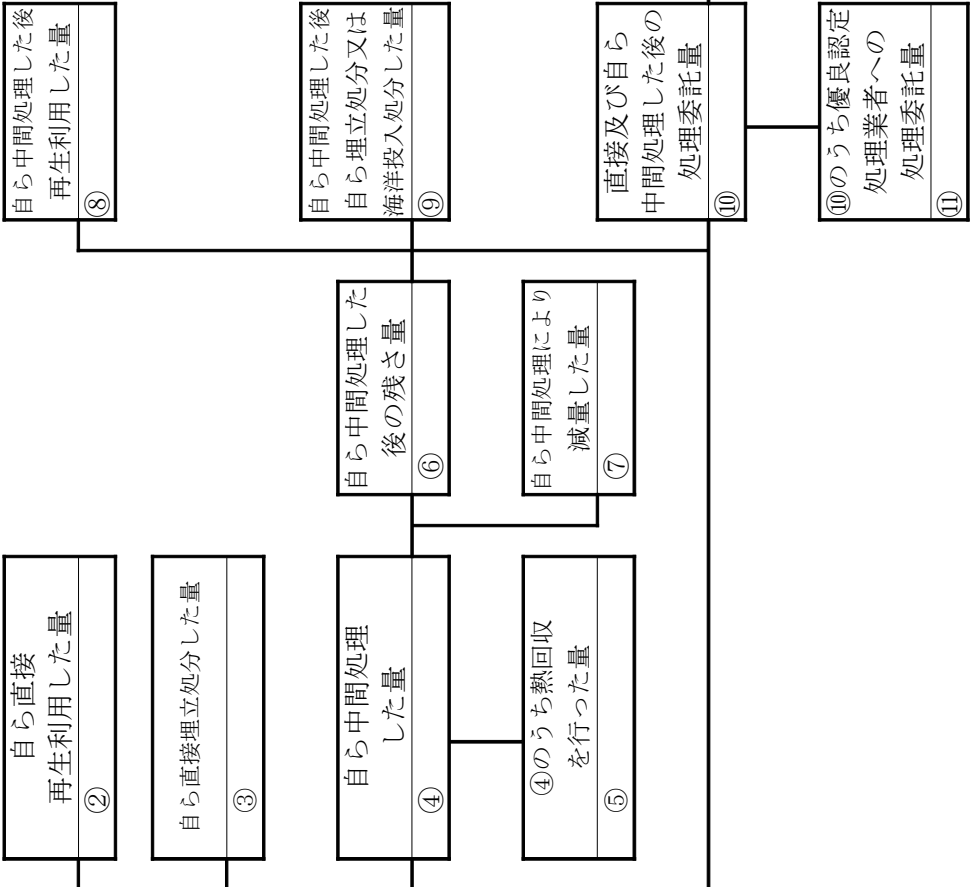 自ら直接
再生利用した量
②
自ら直接埋立処分した量
③
自ら中間処理
した量
④
④のうち熱回収
を行った量
⑤
自ら中間処理した
後の残さ量
⑥
自ら中間処理により
減量した量
⑦
自ら中間処理した後
再生利用した量
⑧
自ら中間処理した後
自ら埋立処分又は
海洋投入処分した量
⑨
直接及び自ら
中間処理した後の
処理委託量
⑩
⑩のうち優良認定
処理業者への
処理委託量
⑪